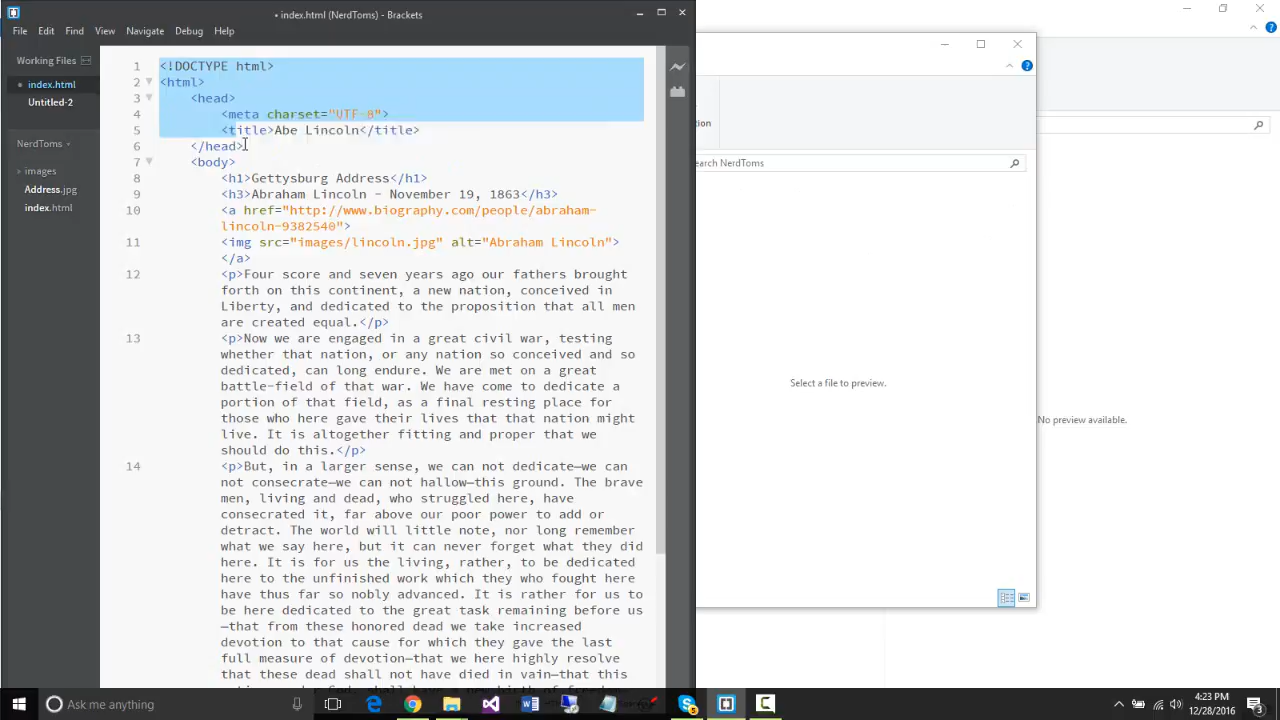 • index.html (NerdToms) - Brackets
File Edit Find View Navigate Debug Help
Working Files
• index.html
Untitled-2
NerdToms
images
Address.jpg
index.html
1 <!DOCTYPE html>
2 <html>
3 <head>
4 <meta charset="UTF-8">
5 <title>Abe Lincoln</title>
6 </head>
7 <body>
8 <h1>Gettysburg Address</h1>
9 <h3>Abraham Lincoln - November 19, 1863</h3>
10 <a href="http://www.biography.com/people/abraham-
lincoln-9382540">
11 <img src="images/lincoln.jpg" alt="Abraham Lincoln">
</a>
12 <p>Four score and seven years ago our fathers brought
forth on this continent, a new nation, conceived in
Liberty, and dedicated to the proposition that all men
are created equal.</p>
13 <p>Now we are engaged in a great civil war, testing
whether that nation, or any nation so conceived and so
dedicated, can long endure. We are met on a great
battle-field of that war. We have come to dedicate a
portion of that field, as a final resting place for
those who here gave their lives that that nation might
live. It is altogether fitting and proper that we
should do this.</p>
14 <p>But, in a larger sense, we can not dedicate—we can
not consecrate—we can not hallow—this ground. The brave
men, living and dead, who struggled here, have
consecrated it, far above our poor power to add or
detract. The world will little note, nor long remember
what we say here, but it can never forget what they did
here. It is for us the living, rather, to be dedicated
here to the unfinished work which they who fought here
have thus far so nobly advanced. It is rather for us to
be here dedicated to the great task remaining before us
—that from these honored dead we take increased
devotion to that cause for which they gave the last
full measure of devotion—that we here highly resolve
that these dead shall not have died in vain—that this
tion
earch NerdToms
Select a file to preview.
No preview available.
Ask me anything
4:23 PM
12/28/2016